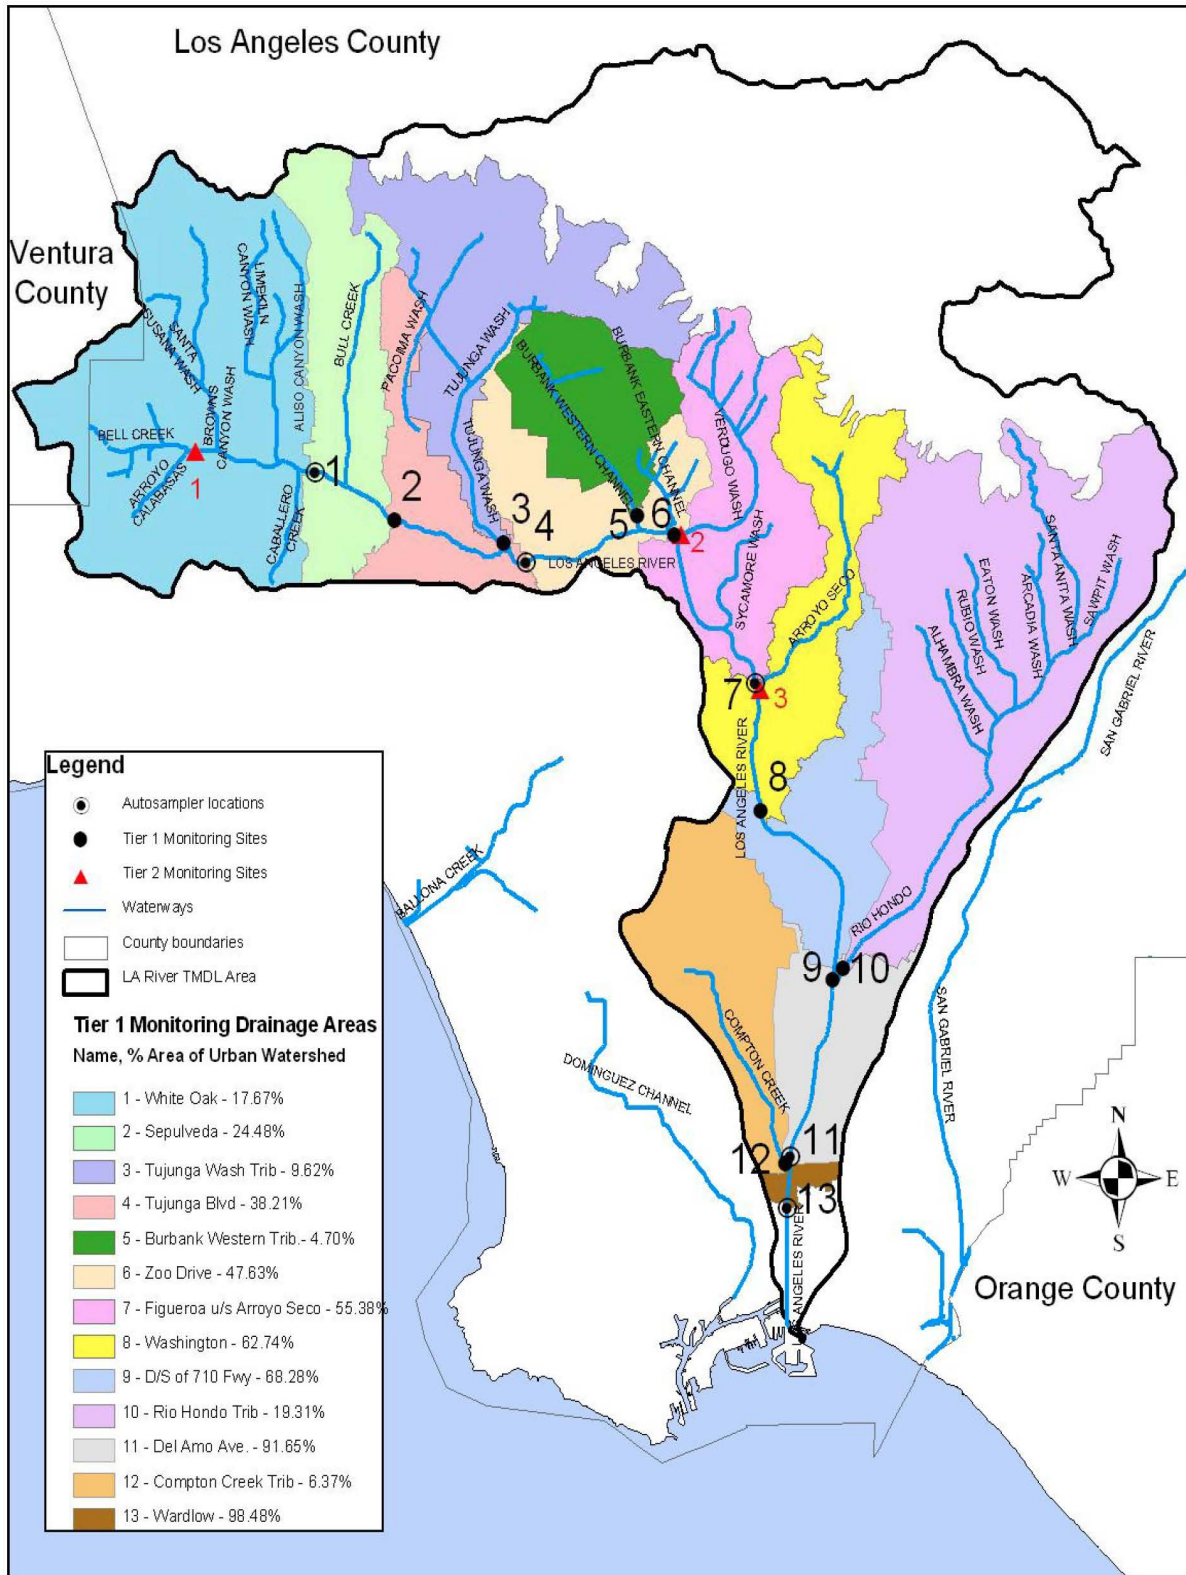 Los Angeles County
Ventura
County
SANTA
SUSANA WASH
BROWNS
CANYON WASH
LIMEKILN
CANYON WASH
ALISO CANYON WASH
BULL CREEK
PACOIMA WASH
TUJUNGA WASH
TUJUNGA WASH
BURBANK WESTERN CHANNEL
BURBANK EASTERN CHANNEL
VERDUGO WASH
SYCAMORE WASH
ARROYO SECO
BELL CREEK
ARROYO
CALABASAS
CABALLERO
CREEK
1
1
2
3
4
5
6
2
LOS ANGELES RIVER
7
3
8
LOS ANGELES RIVER
ALHAMBRA WASH
RUBIO WASH
EATON WASH
ARCADIA WASH
SANTA ANITA WASH
SAWPIT WASH
SAN GABRIEL RIVER
RIO HONDO
9
10
SAN GABRIEL RIVER
BALLONA CREEK
COMPTON CREEK
DOMINGUEZ CHANNEL
11
12
13
LOS ANGELES RIVER
N
W
E
S
Orange County
Legend
Autosampler locations
Tier 1 Monitoring Sites
Tier 2 Monitoring Sites
Waterways
County boundaries
LA River TMDL Area
Tier 1 Monitoring Drainage Areas
Name, % Area of Urban Watershed
1 - White Oak - 17.67%
2 - Sepulveda - 24.48%
3 - Tujunga Wash Trib - 9.62%
4 - Tujunga Blvd - 38.21%
5 - Burbank Western Trib.- 4.70%
6 - Zoo Drive - 47.63%
7 - Figueroa u/s Arroyo Seco - 55.38%
8 - Washington - 62.74%
9 - D/S of 710 Fwy - 68.28%
10 - Rio Hondo Trib - 19.31%
11 - Del Amo Ave. - 91.65%
12 - Compton Creek Trib - 6.37%
13 - Wardlow - 98.48%